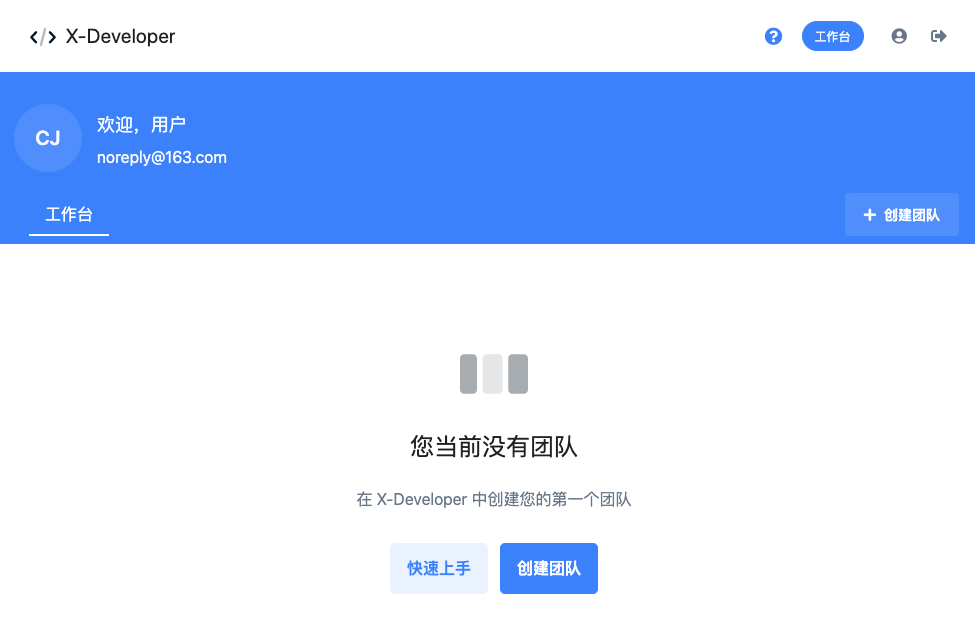 </> X-Developer
? 工作台
CJ
欢迎，用户
noreply@163.com
工作台
+ 创建团队
您当前没有团队
在 X-Developer 中创建您的第一个团队
快速上手 创建团队